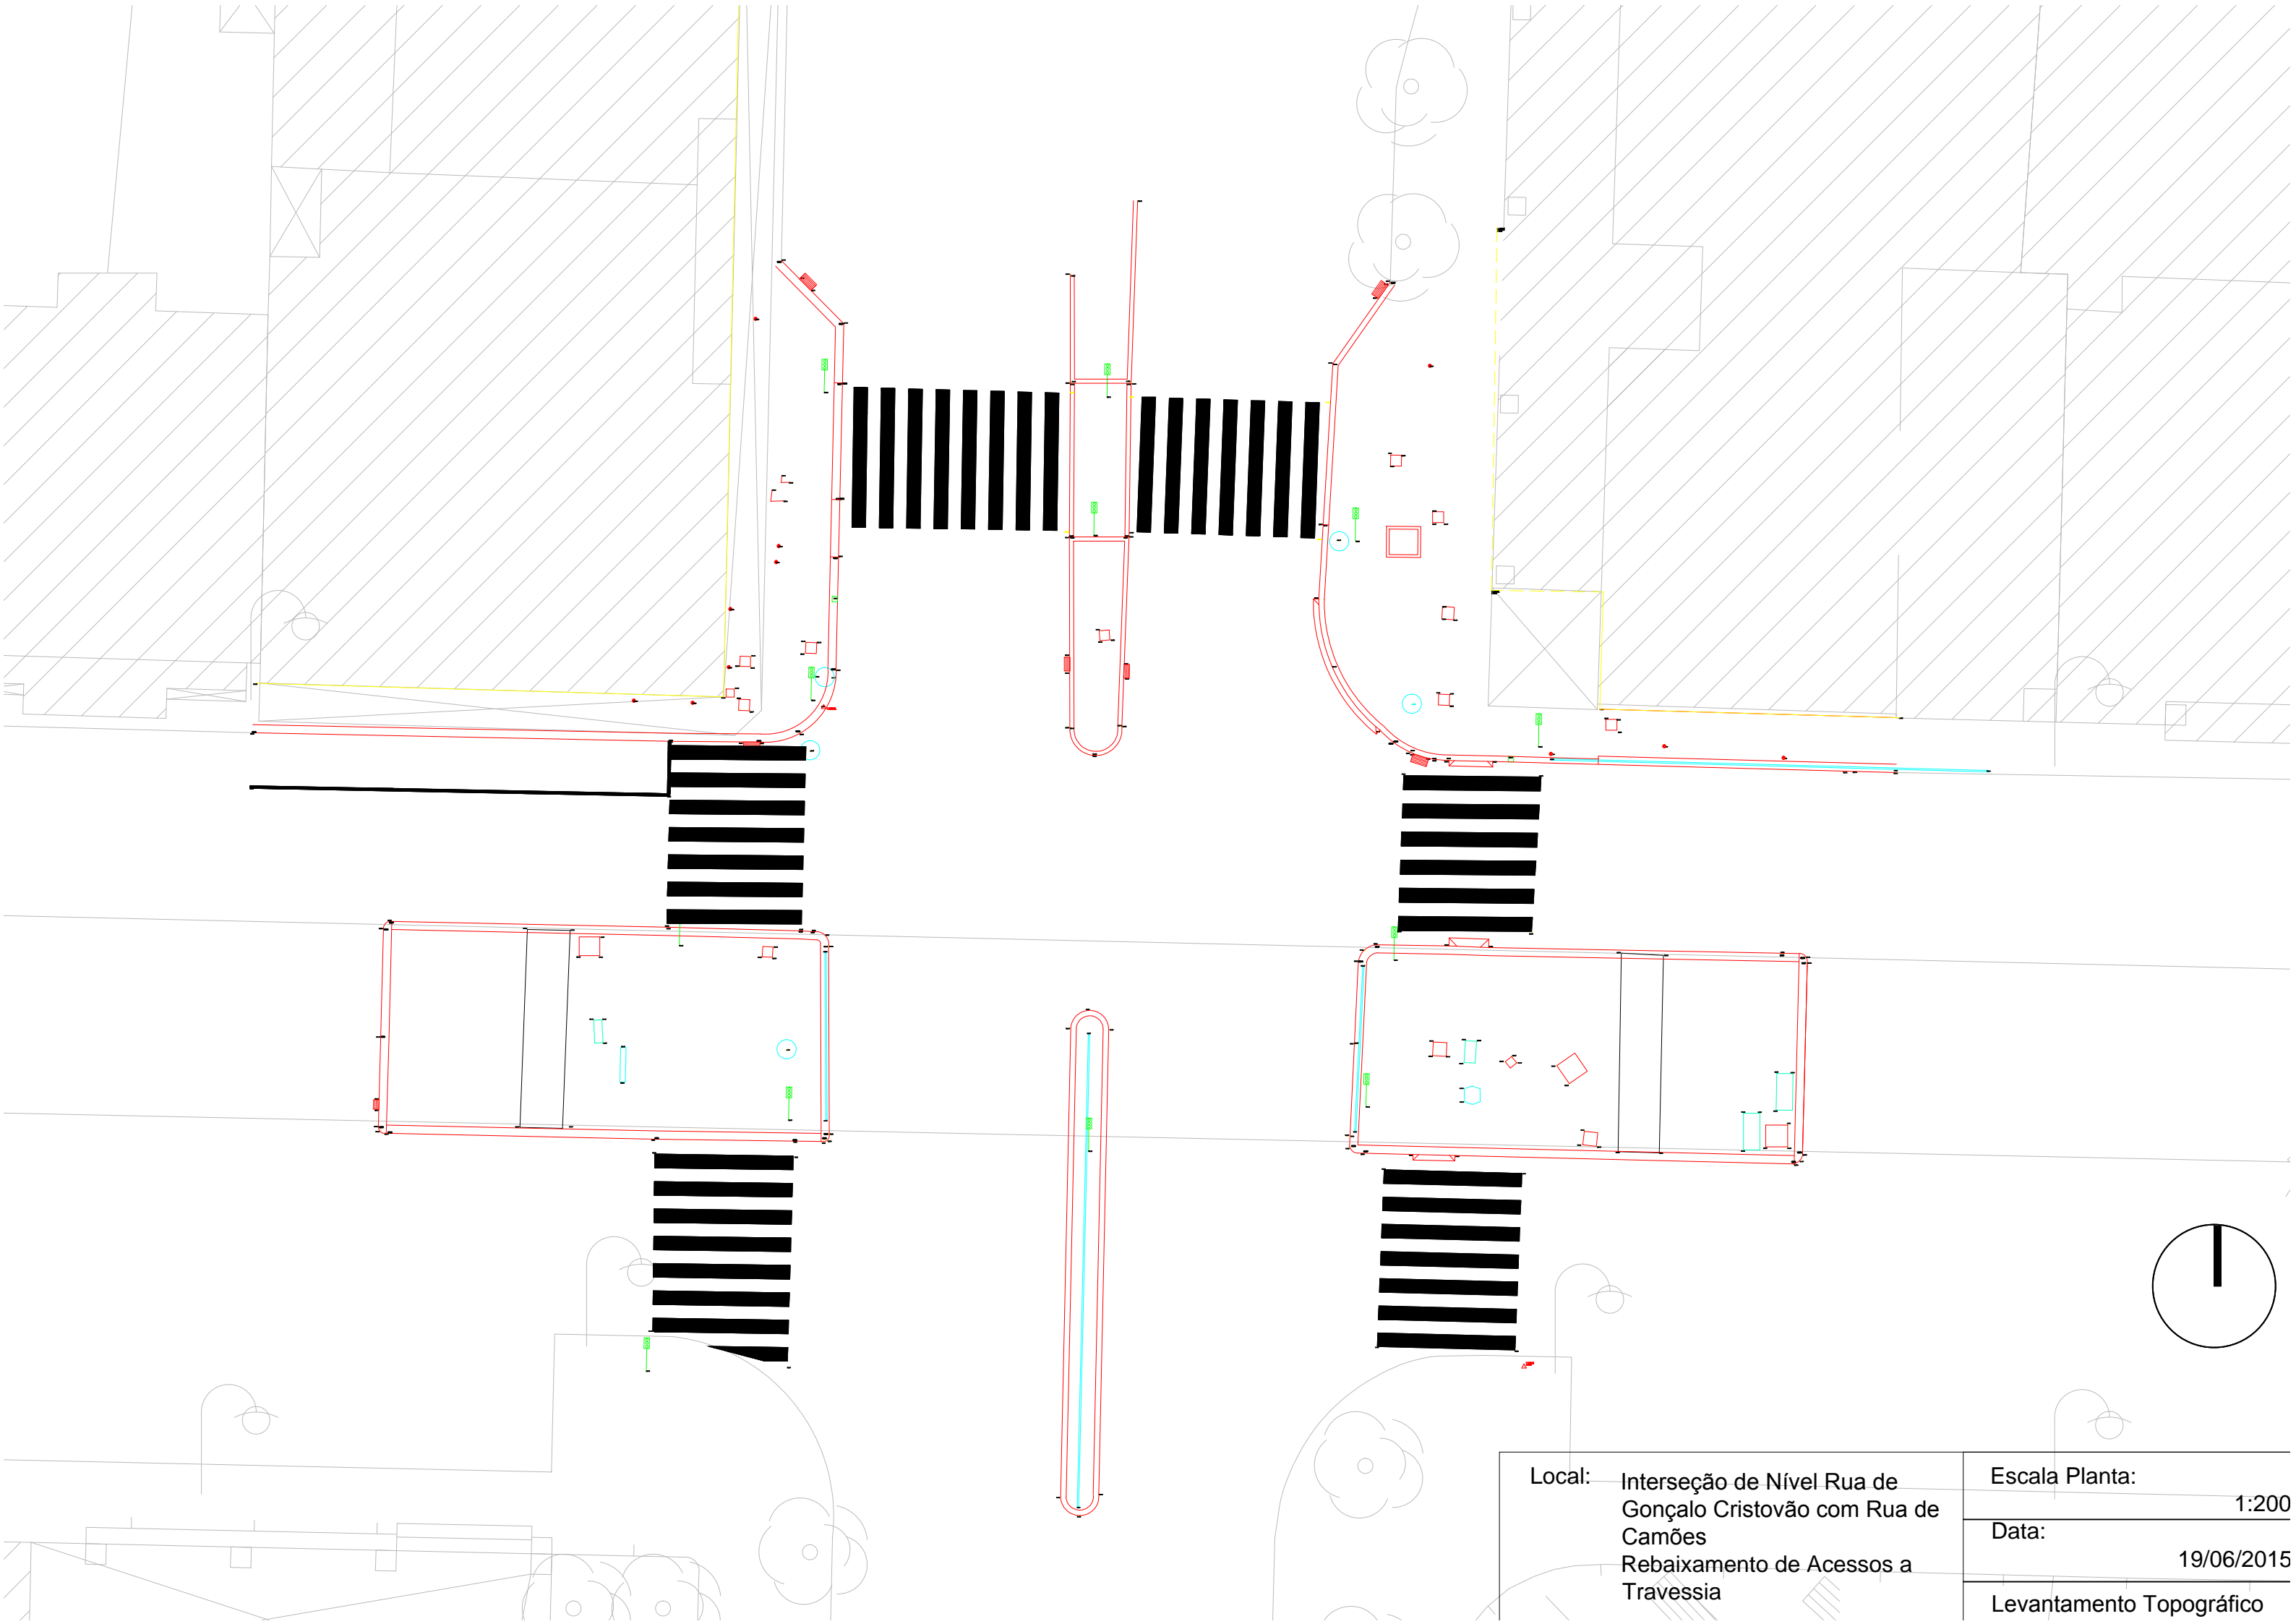 Local:
Interseção de Nível Rua de
Gonçalo Cristovão com Rua de
Camões
Rebaixamento de Acessos a
Travessia
Escala Planta:
1:200
Data:
19/06/2015
Levantamento Topográfico